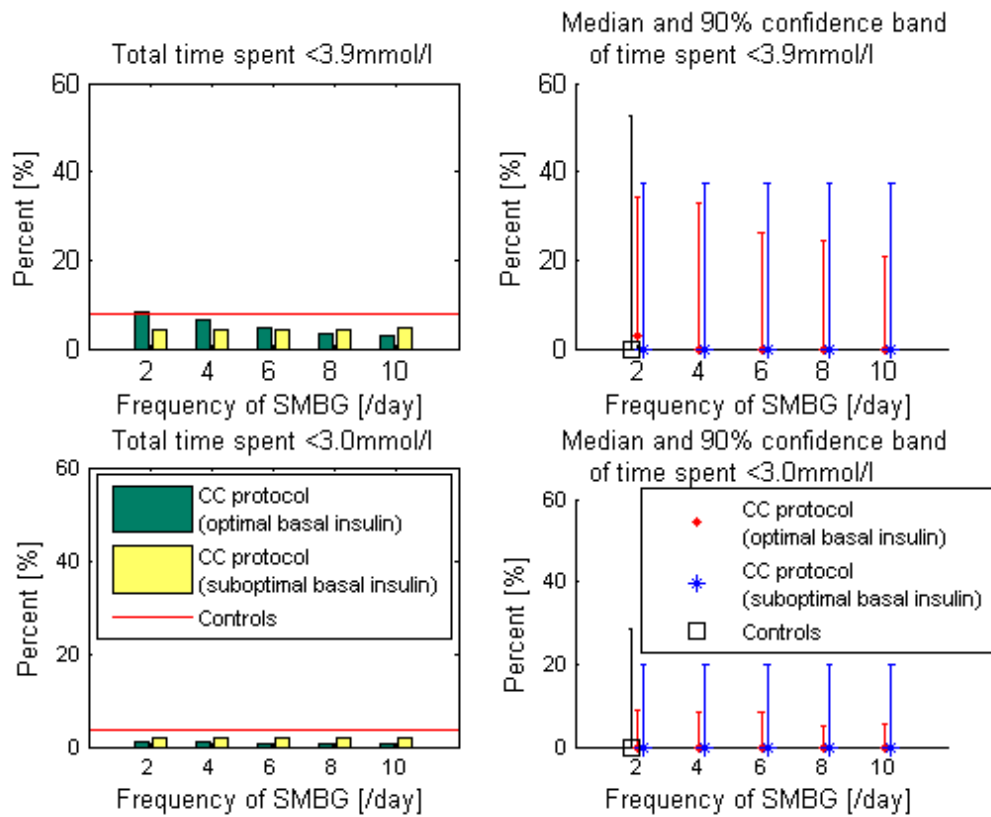 Total time spent <3.9mmol/l
60
40
20
0
Percent [%]
2 4 6 8 10
Frequency of SMBG [/day]
Median and 90% confidence band
of time spent <3.9mmol/l
60
40
20
0
Percent [%]
2 4 6 8 10
Frequency of SMBG [/day]
Total time spent <3.0mmol/l
60
40
20
0
Percent [%]
CC protocol
(optimal basal insulin)
CC protocol
(suboptimal basal insulin)
Controls
2 4 6 8 10
Frequency of SMBG [/day]
Median and 90% confidence band
of time spent <3.0mmol/l
60
40
20
0
Percent [%]
CC protocol
(optimal basal insulin)
CC protocol
(suboptimal basal insulin)
Controls
2 4 6 8 10
Frequency of SMBG [/day]